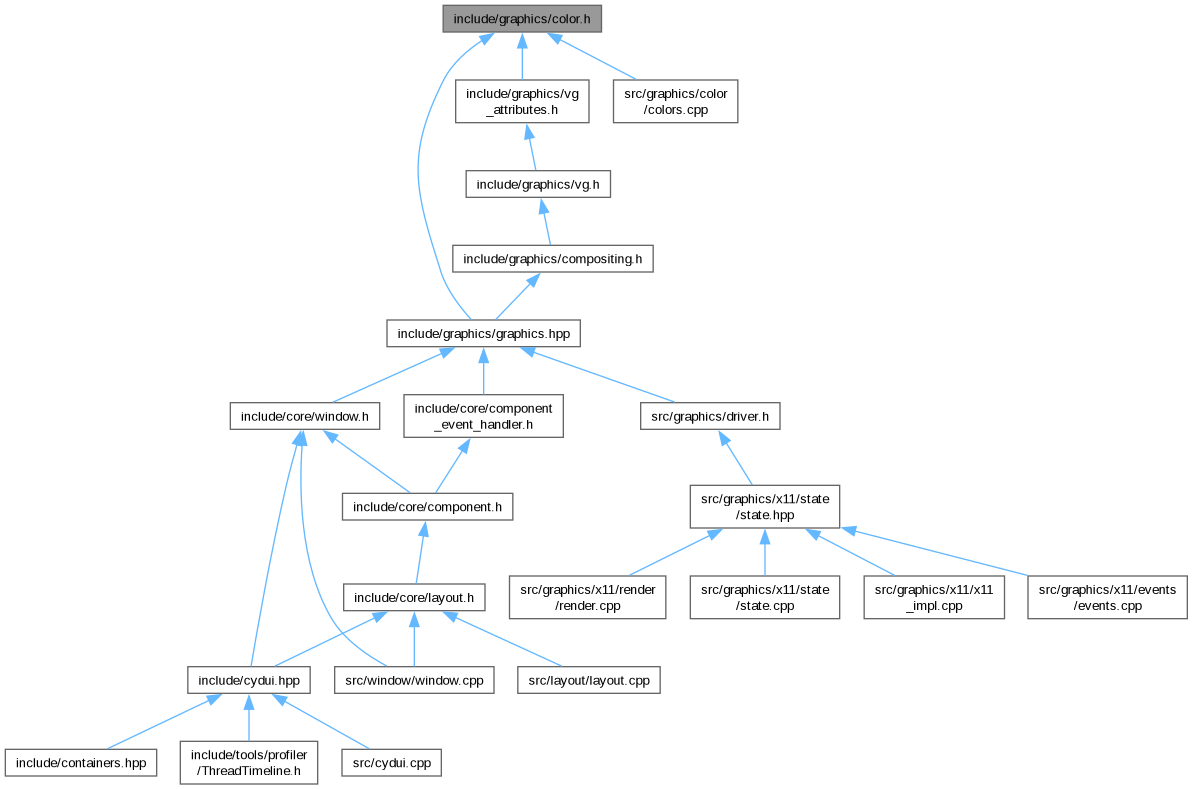 include/graphics/color.h
include/graphics/vg
_attributes.h
src/graphics/color
/colors.cpp
include/graphics/vg.h
include/graphics/compositing.h
include/graphics/graphics.hpp
include/core/window.h
include/core/component
_event_handler.h
src/graphics/driver.h
include/core/component.h
src/graphics/x11/state
/state.hpp
include/core/layout.h
src/graphics/x11/render
/render.cpp
src/graphics/x11/state
/state.cpp
src/graphics/x11/x11
_impl.cpp
src/graphics/x11/events
/events.cpp
include/cydui.hpp
src/window/window.cpp
src/layout/layout.cpp
include/containers.hpp
include/tools/profiler
/ThreadTimeline.h
src/cydui.cpp